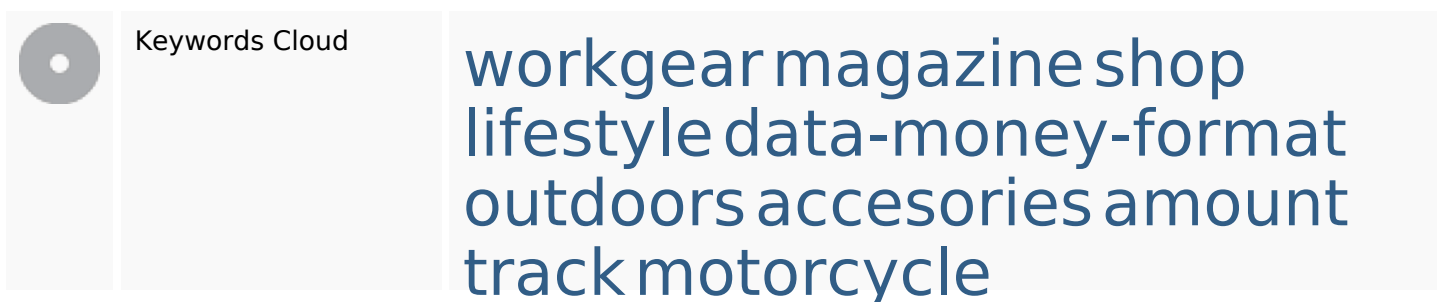 Keywords Cloud
workgear magazine shop
lifestyle data-money-format
outdoors accesories amount
track motorcycle